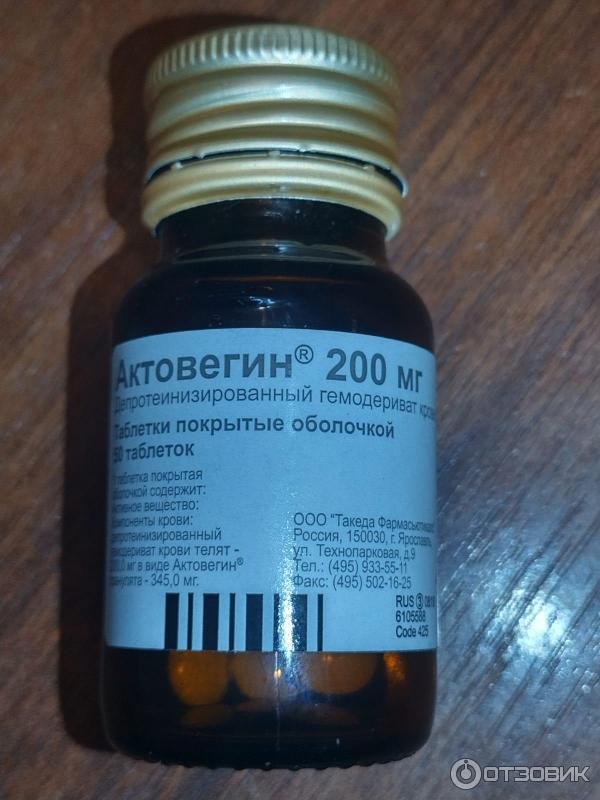 Актовегин® 200 мг
Депротеинизированный гемодериват
Таблетки покрытые оболочкой
50 таблеток
таблетка покрытая
оболочкой содержит:
Активное вещество:
Компоненты крови:
депротеинизированный
гемодериват крови телят -
200,0 мг в виде Актовегин®
гранулята - 345,0 мг.
ООО "Такеда Фармасьютикалс"
Россия, 150030, г. Ярославль,
ул. Технопарковая, д.9
Тел.: (495) 933-55-11
Факс: (495) 502-16-25
RUS ③
6105588
Code 425
ОТЗОВИК